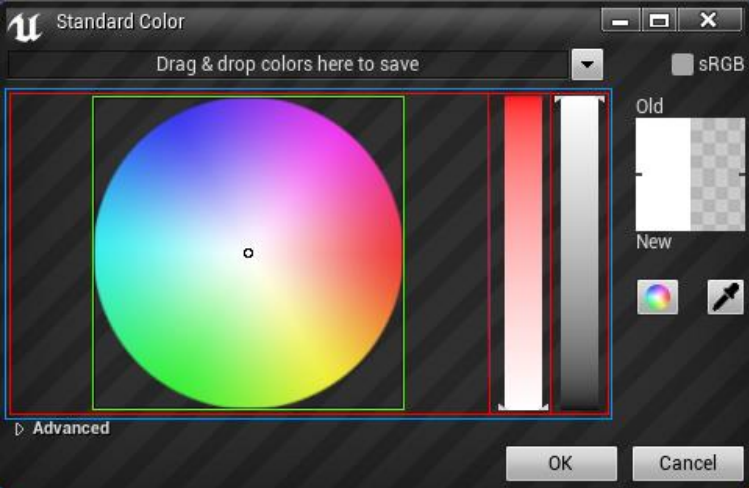 Standard Color
Drag & drop colors here to save
sRGB
Old
New
Advanced
OK
Cancel